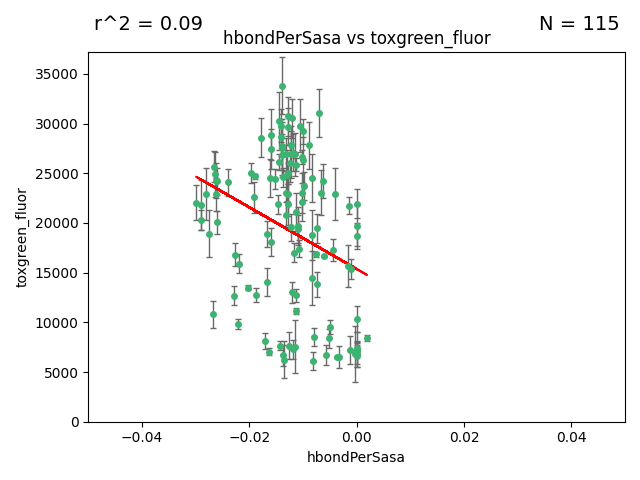 r^2 = 0.09
N = 115
hbondPerSasa vs toxgreen_fluor
35000
30000
25000
20000
15000
10000
5000
0
toxgreen_fluor
−0.04
−0.02
0.00
0.02
0.04
hbondPerSasa